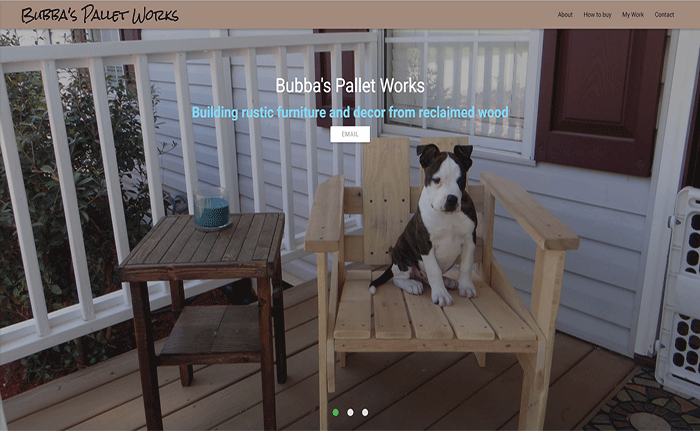 Bubba's Pallet Works
About
How to buy
My Work
Contact
Bubba's Pallet Works
Building rustic furniture and decor from reclaimed wood
EMAIL